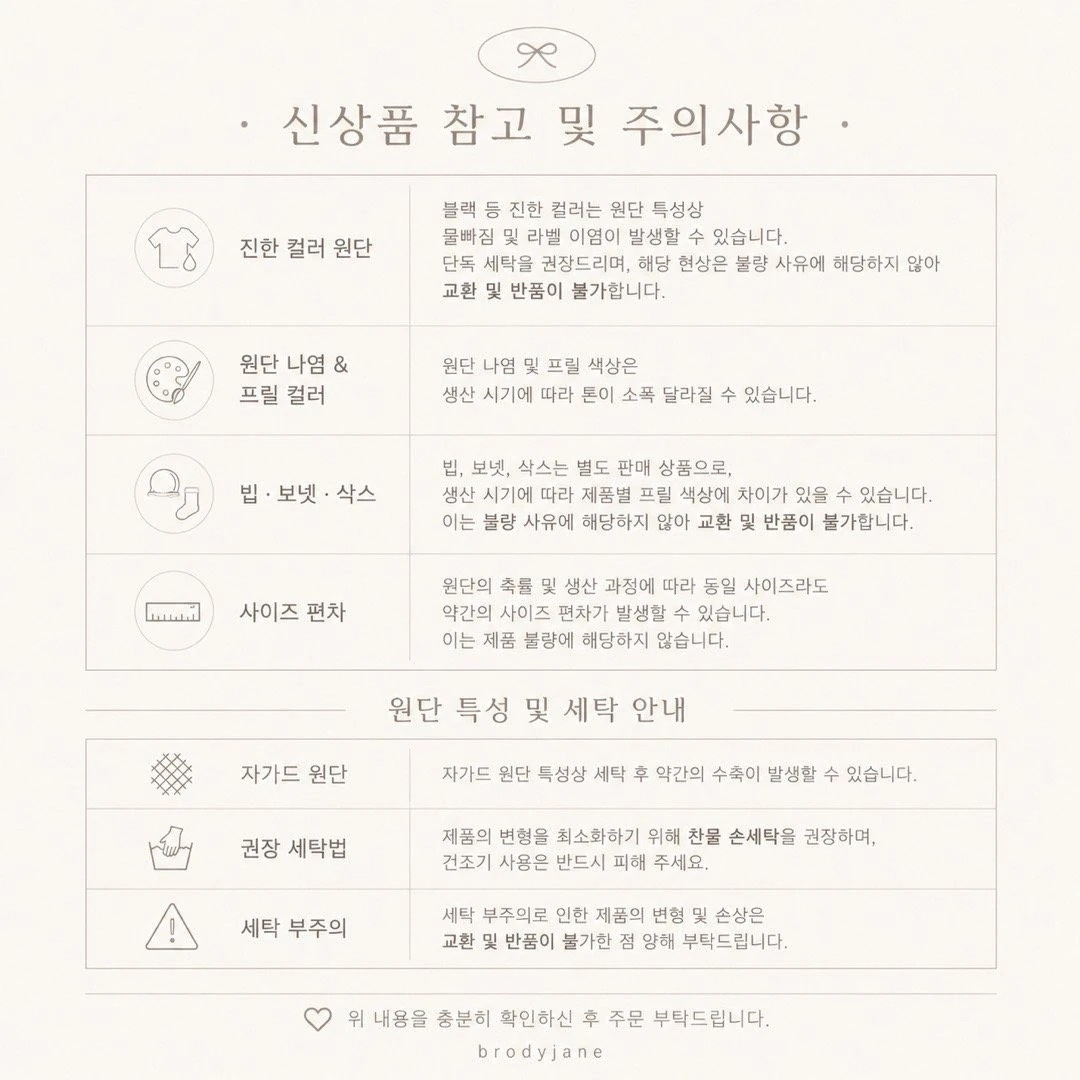 · 신상품 참고 및 주의사항 ·
진한 컬러 원단
블랙 등 진한 컬러는 원단 특성상
물빠짐 및 라벨 이염이 발생할 수 있습니다.
단독 세탁을 권장드리며, 해당 현상은 불량 사유에 해당하지 않아
교환 및 반품이 불가합니다.
원단 나염 &
프릴 컬러
원단 나염 및 프릴 색상은
생산 시기에 따라 톤이 소폭 달라질 수 있습니다.
빕 · 보넷 · 삭스
빕, 보넷, 삭스는 별도 판매 상품으로,
생산 시기에 따라 제품별 프릴 색상에 차이가 있을 수 있습니다.
이는 불량 사유에 해당하지 않아 교환 및 반품이 불가합니다.
사이즈 편차
원단의 축률 및 생산 과정에 따라 동일 사이즈라도
약간의 사이즈 편차가 발생할 수 있습니다.
이는 제품 불량에 해당하지 않습니다.
원단 특성 및 세탁 안내
자가드 원단
자가드 원단 특성상 세탁 후 약간의 수축이 발생할 수 있습니다.
권장 세탁법
제품의 변형을 최소화하기 위해 찬물 손세탁을 권장하며,
건조기 사용은 반드시 피해 주세요.
세탁 부주의
세탁 부주의로 인한 제품의 변형 및 손상은
교환 및 반품이 불가한 점 양해 부탁드립니다.
위 내용을 충분히 확인하신 후 주문 부탁드립니다.
brodyjane